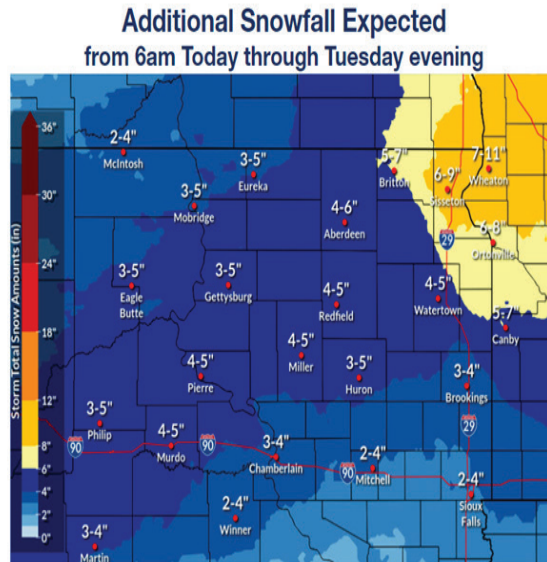 Additional Snowfall Expected
from 6am Today through Tuesday evening
Storm Total Snow Amounts (in)
36"
30"
24"
18"
12"
8"
6"
4"
2"
0"
2-4"
McIntosh
3-5"
Eureka
3-5"
Mobridge
5-7"
Britton
6-9"
Sisseton
7-11"
Wheaton
4-6"
Aberdeen
29
6-8"
Ortonville
3-5"
Eagle
Butte
3-5"
Gettysburg
4-5"
Redfield
4-5"
Watertown
5-7"
Canby
4-5"
Pierre
4-5"
Miller
3-5"
Huron
3-4"
Brookings
3-5"
Philip
90
4-5"
Murdo
90
3-4"
Chamberlain
90
2-4"
Mitchell
29
2-4"
Sioux
Falls
2-4"
Winner
3-4"
Martin